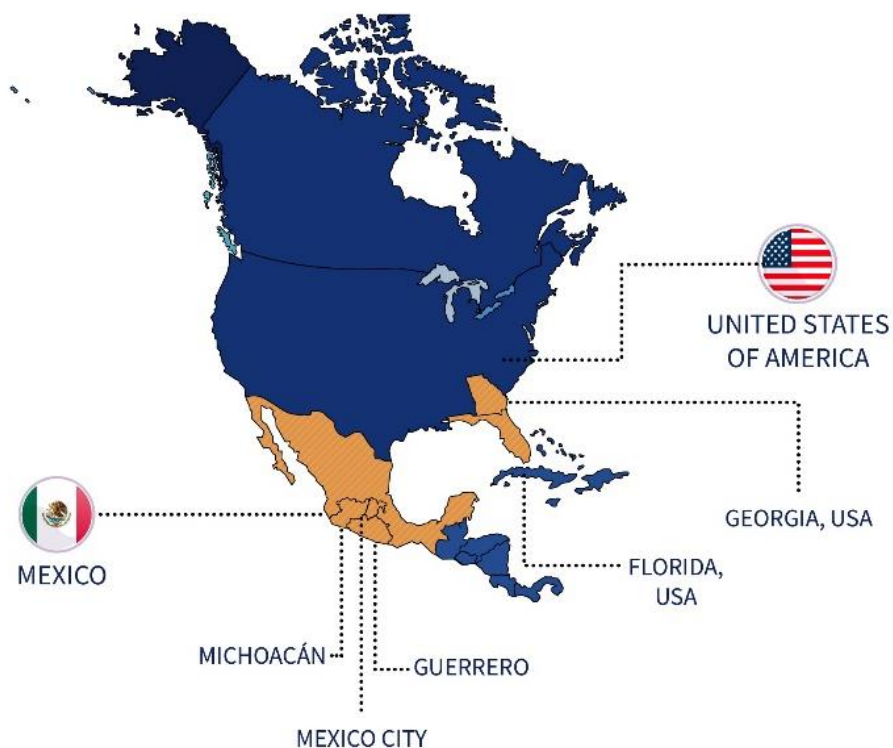 UNITED STATES
OF AMERICA
GEORGIA, USA
FLORIDA,
USA
MEXICO
MICHOACÁN
GUERRERO
MEXICO CITY